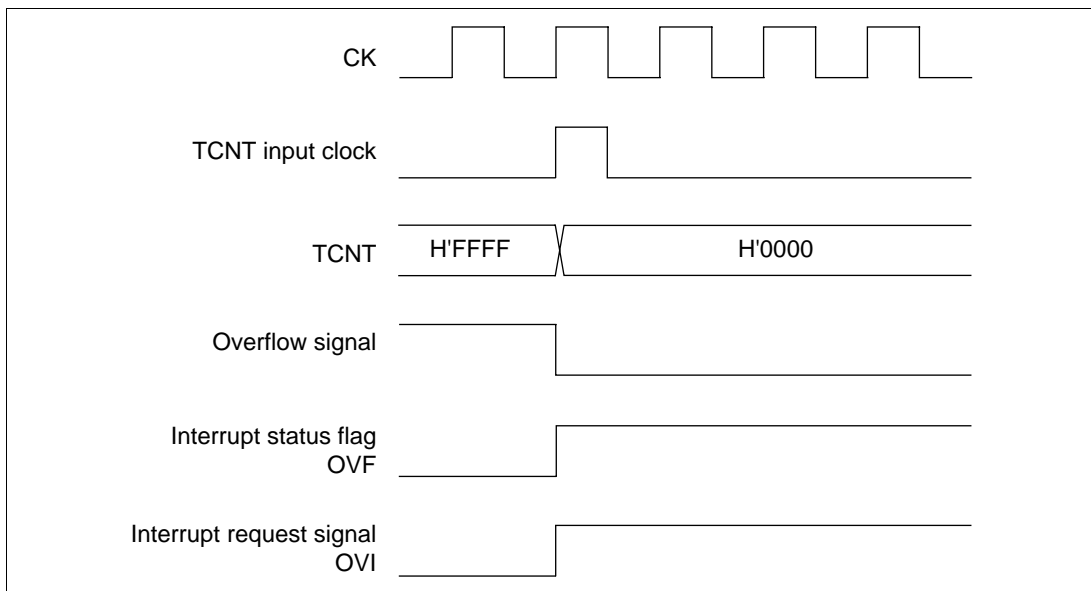 CK
TCNT input clock
TCNT
H'FFFF
H'0000
Overflow signal
Interrupt status flag
OVF
Interrupt request signal
OVI